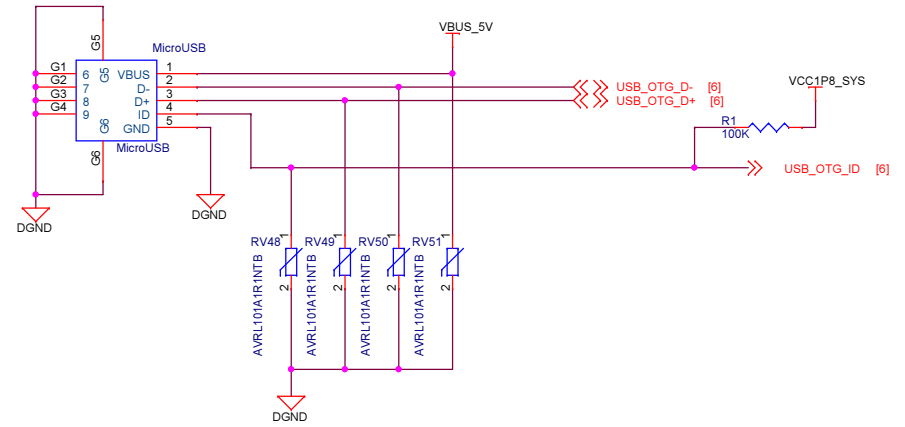 VBUS_5V
G5
MicroUSB
G1 6 G5 VBUS 1
G2 7 D- 2
G3 8 D+ 3
G4 9 G6 ID 4
GND 5
MicroUSB
G6
USB_OTG_D- [6]
USB_OTG_D+ [6]
VCC1P8_SYS
R1
100K
USB_OTG_ID [6]
DGND
DGND
RV48 1
RV49 1
RV50 1
RV51 1
AVRL101A1R1NTB 2
AVRL101A1R1NTB 2
AVRL101A1R1NTB 2
AVRL101A1R1NTB 2
DGND